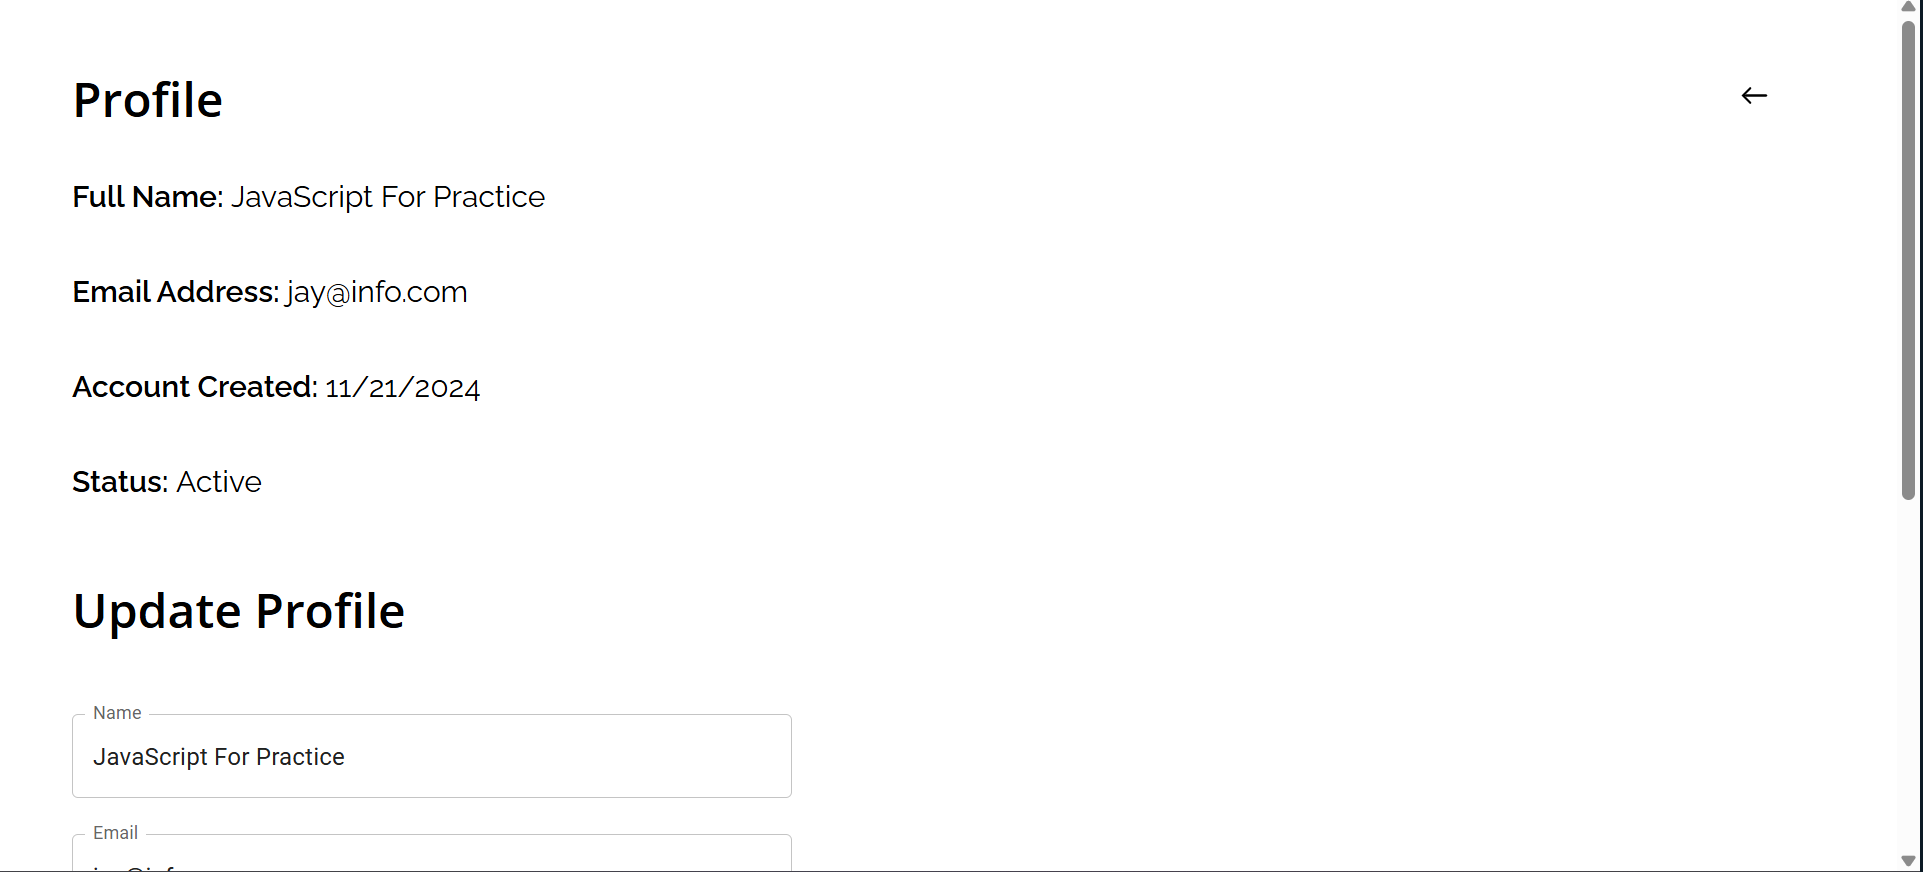 Profile
Full Name: JavaScript For Practice
Email Address: jay@info.com
Account Created: 11/21/2024
Status: Active
Update Profile
Name
JavaScript For Practice
Email